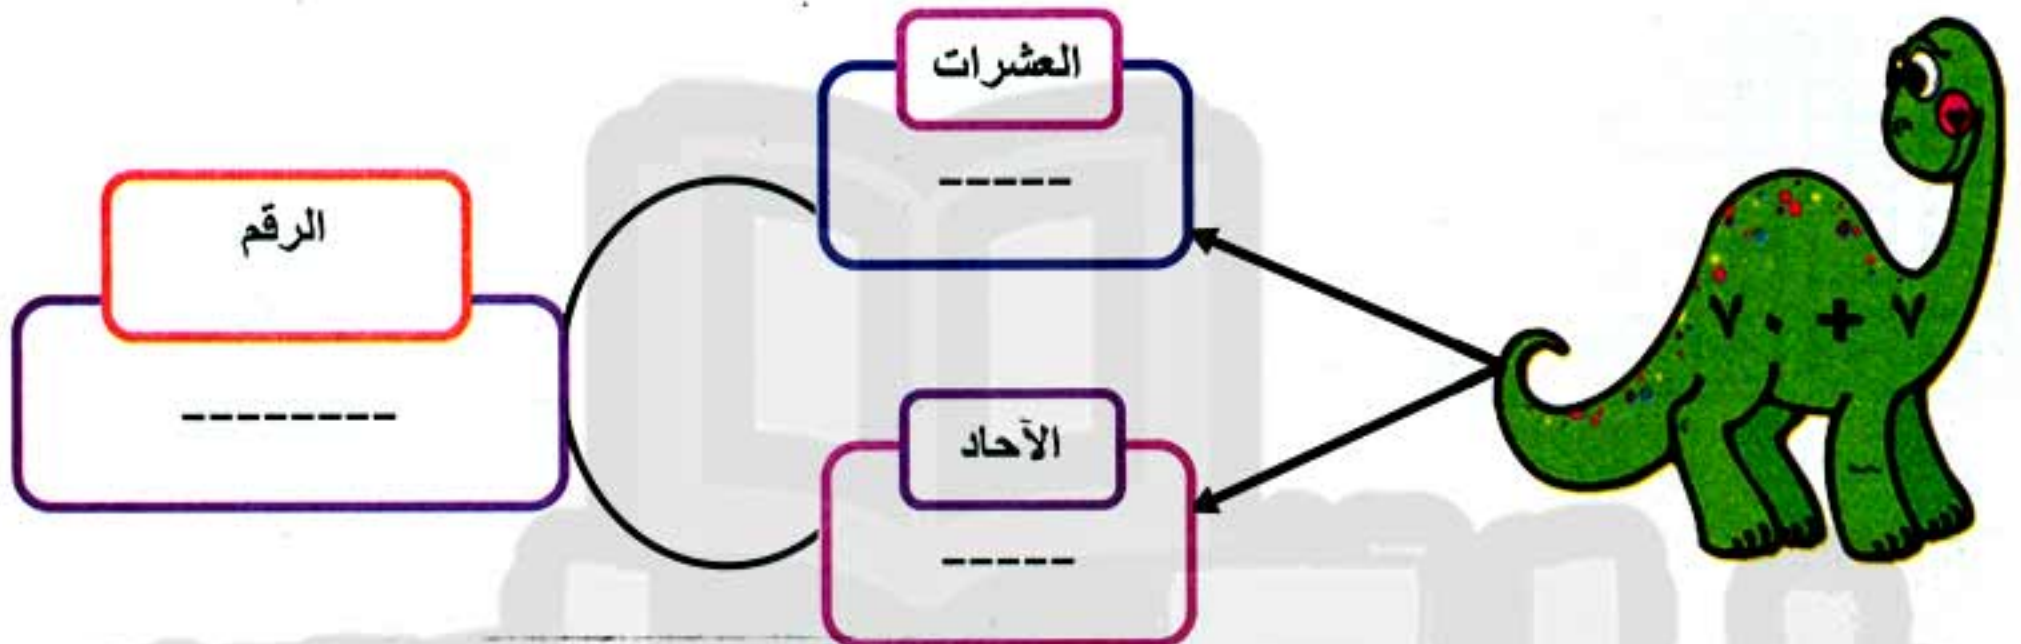 العشرات
-----
الرقم
--------
٧٠ + ٧
الآحاد
-----